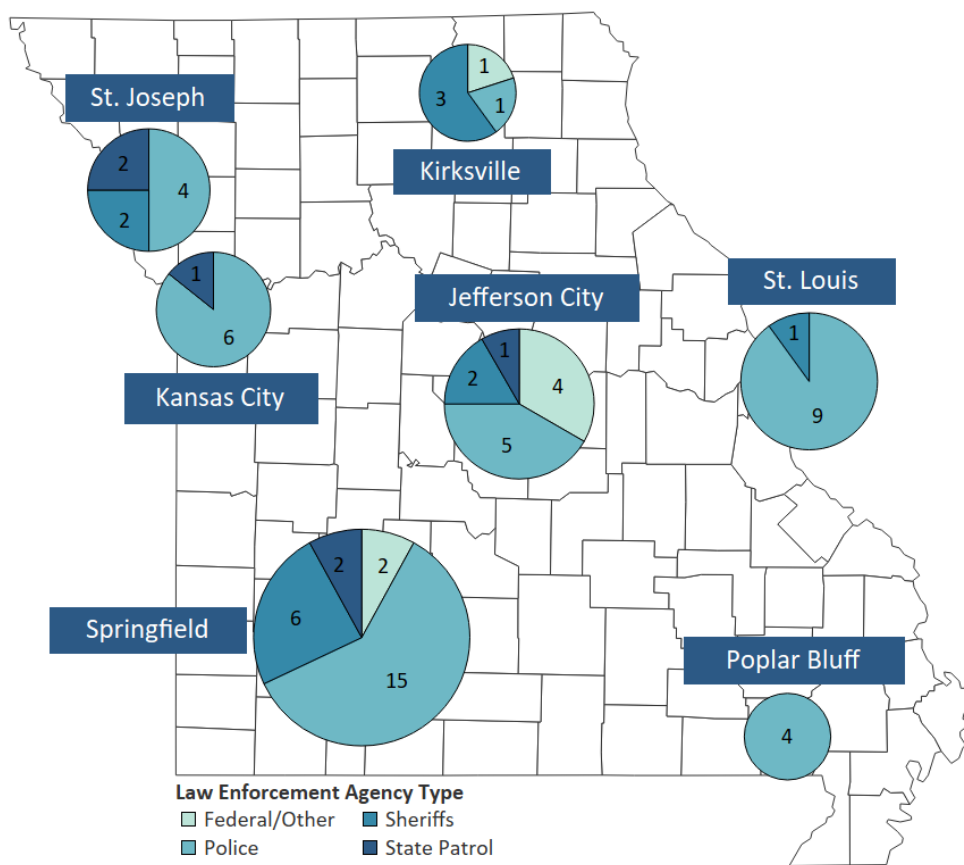 St. Joseph
2
4
2
1
3
1
Kirksville
1
6
Kansas City
Jefferson City
1
2
4
5
St. Louis
1
9
Springfield
2
2
6
15
Poplar Bluff
4
Law Enforcement Agency Type
Federal/Other
Sheriffs
Police
State Patrol